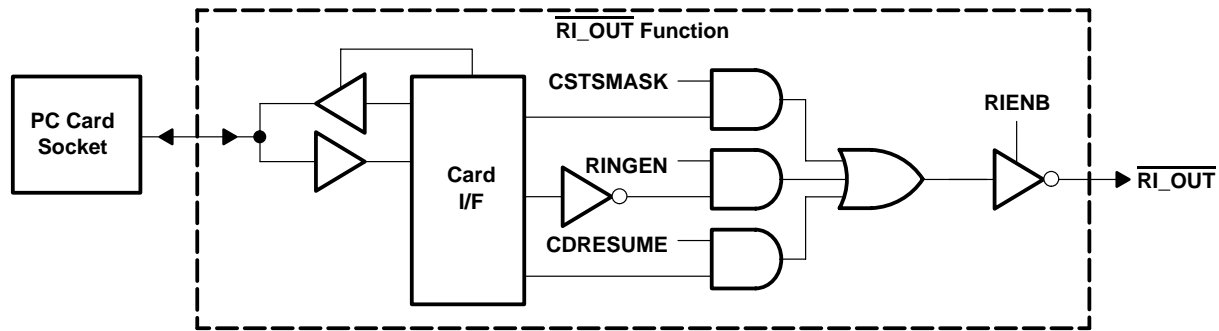 RI_OUT Function
PC Card
Socket
CSTSMASK
Card
I/F
RINGEN
CDRESUME
RIENB
RI_OUT